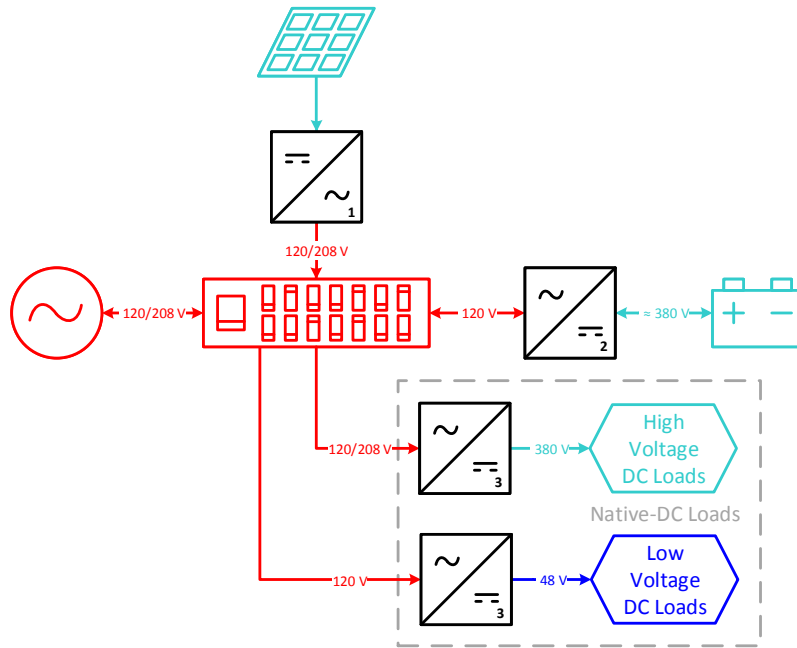 1
120/208 V
120/208 V
120 V
2
≈ 380 V
+ −
120/208 V
3
380 V
High
Voltage
DC Loads
Native-DC Loads
120 V
3
48 V
Low
Voltage
DC Loads